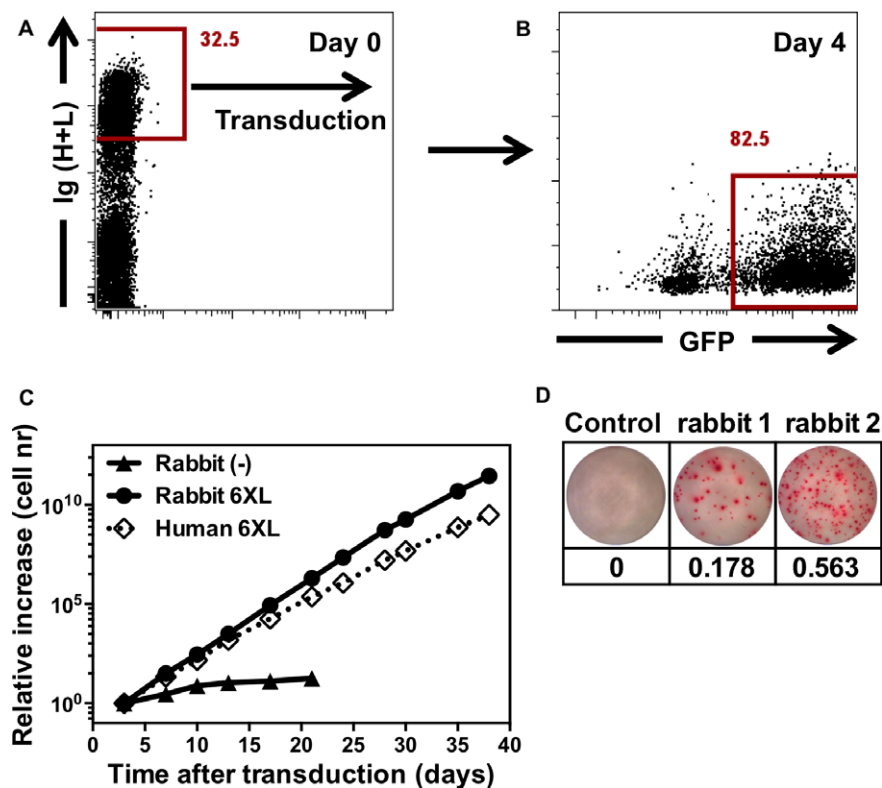 A
32.5
Day 0
Ig (H+L)
Transduction
B
Day 4
82.5
GFP
C
Relative increase (cell nr)
10^10
10^5
10^0
Rabbit (-)
Rabbit 6XL
Human 6XL
0 5 10 15 20 25 30 35 40
Time after transduction (days)
D
Control rabbit 1 rabbit 2
0 0.178 0.563